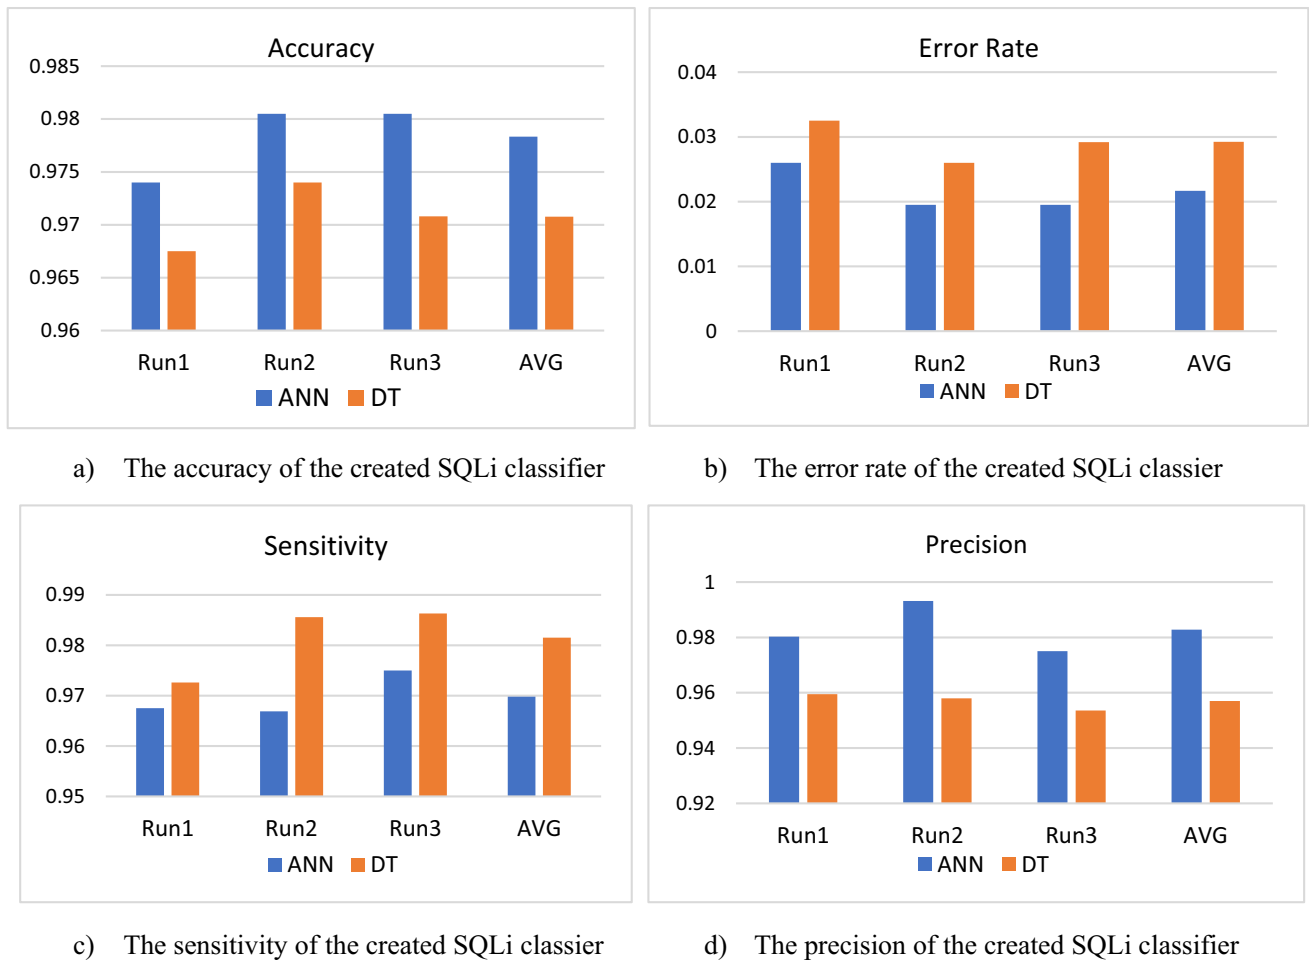 Accuracy
0.985
0.98
0.975
0.97
0.965
0.96
Run1 Run2 Run3 AVG
ANN DT
a) The accuracy of the created SQLi classifier
Error Rate
0.04
0.03
0.02
0.01
0
Run1 Run2 Run3 AVG
ANN DT
b) The error rate of the created SQLi classier
Sensitivity
0.99
0.98
0.97
0.96
0.95
Run1 Run2 Run3 AVG
ANN DT
c) The sensitivity of the created SQLi classier
Precision
1
0.98
0.96
0.94
0.92
Run1 Run2 Run3 AVG
ANN DT
d) The precision of the created SQLi classifier